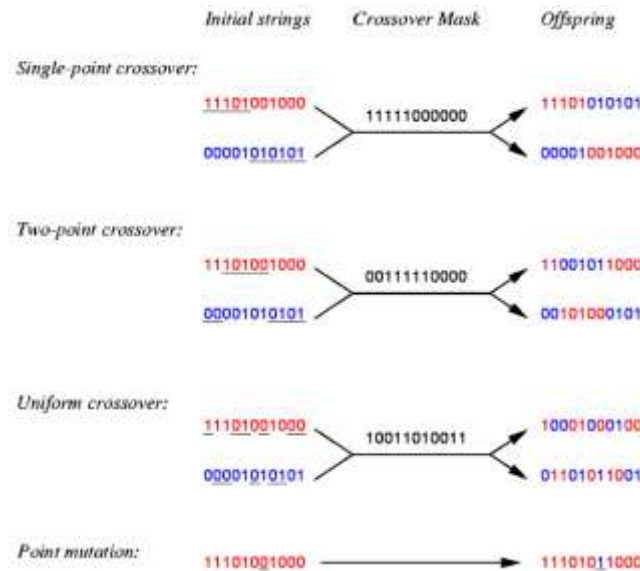 Initial strings Crossover Mask Offspring
Single-point crossover:
11101001000 11111000000 11101010101
00001010101 00001001000
Two-point crossover:
11101001000 00111110000 11001011000
00001010101 00101000101
Uniform crossover:
11101001000 10011010011 10001000100
00001010101 01101011001
Point mutation:
11101001000 11101011000